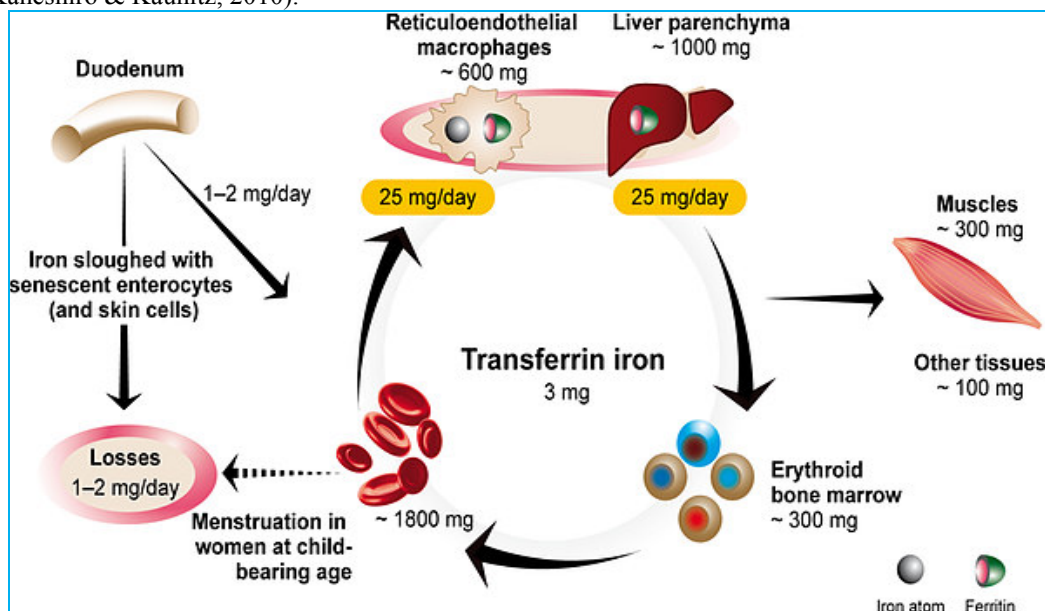 Kaneshiro & Kaunitz, 2010).
Duodenum
Reticuloendothelial
macrophages
~ 600 mg
Liver parenchyma
~ 1000 mg
1–2 mg/day
25 mg/day
25 mg/day
Iron sloughed with
senescent enterocytes
(and skin cells)
Muscles
~ 300 mg
Transferrin iron
3 mg
Other tissues
~ 100 mg
Losses
1–2 mg/day
Menstruation in
women at child-
bearing age
~ 1800 mg
Erythroid
bone marrow
~ 300 mg
Iron atom
Ferritin